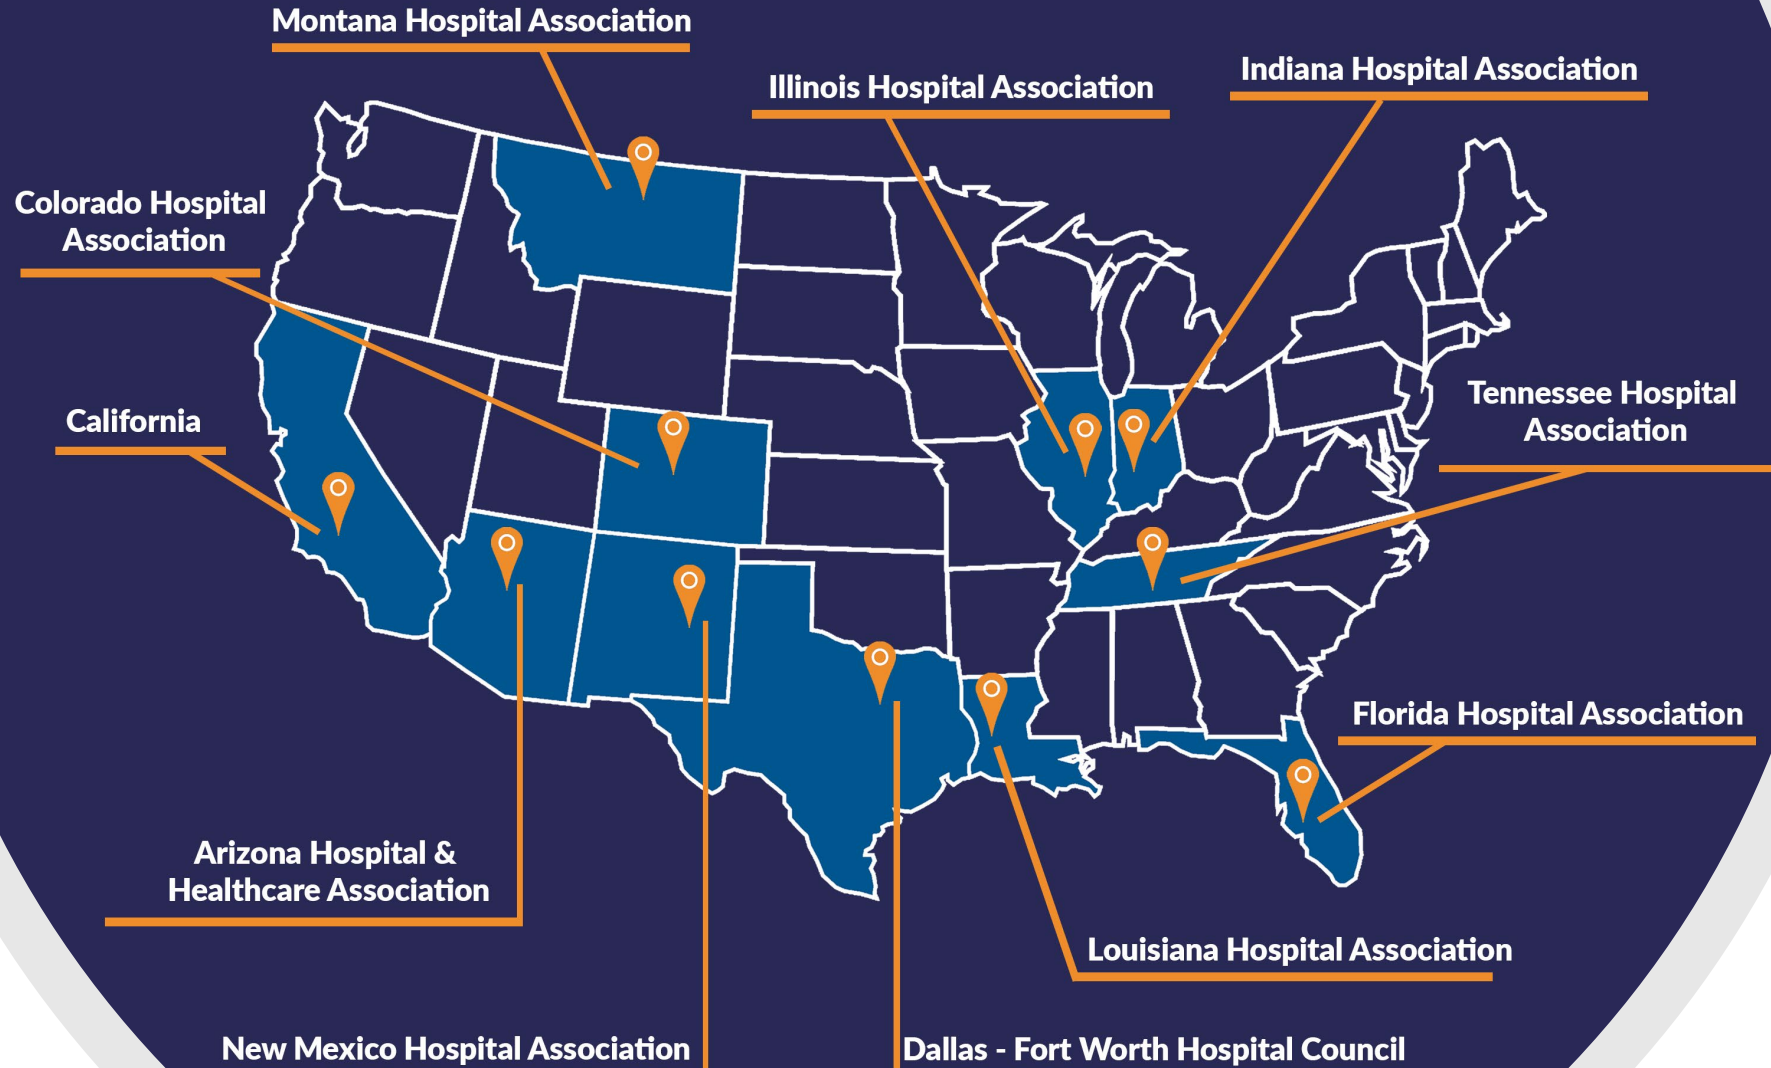 Montana Hospital Association
Illinois Hospital Association
Indiana Hospital Association
Colorado Hospital
Association
California
Tennessee Hospital
Association
Florida Hospital Association
Arizona Hospital &
Healthcare Association
Louisiana Hospital Association
New Mexico Hospital Association
Dallas - Fort Worth Hospital Council